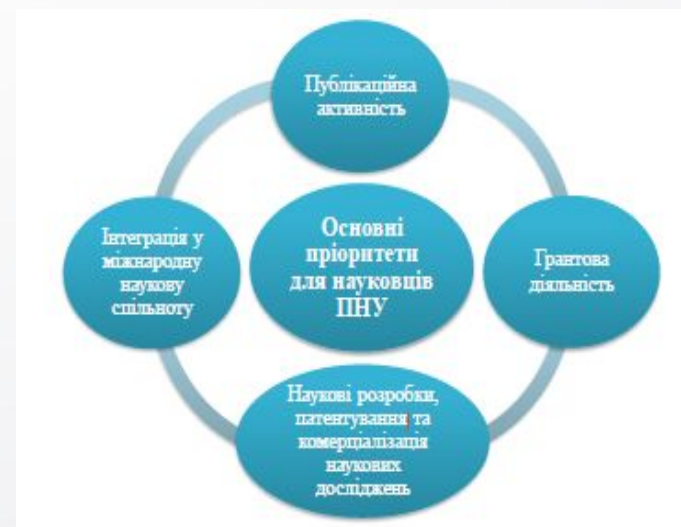 Публікаційна
активність
Інтеграція у
міжнародну
наукову
спільноту
Основні
пріоритети
для науковців
ПНУ
Грантова
діяльність
Наукові розробки,
патентування та
комерціалізація
наукових
досліджень